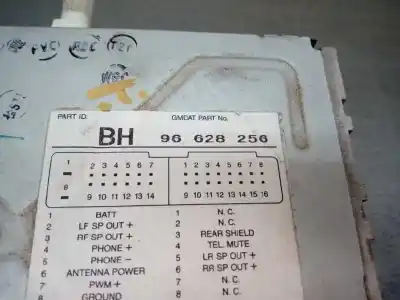 PVC
R2C
T2F
PART ID.
GMDAT PART No.
BH 96 628 256
1 2 3 4 5 6 7 1 2 3 4 5 6 7 8
8 9 10 11 12 13 14 9 10 11 12 13 14 15 16
1 BATT 1 N.C.
2 LF SP OUT + 2 N.C.
3 RF SP OUT + 3 REAR SHIELD
4 PHONE + 4 TEL. MUTE
5 PHONE − 5 LR SP OUT +
6 ANTENNA POWER 6 RR SP OUT +
7 PWM + 7 N.C.
8 GROUND 8 N.C.